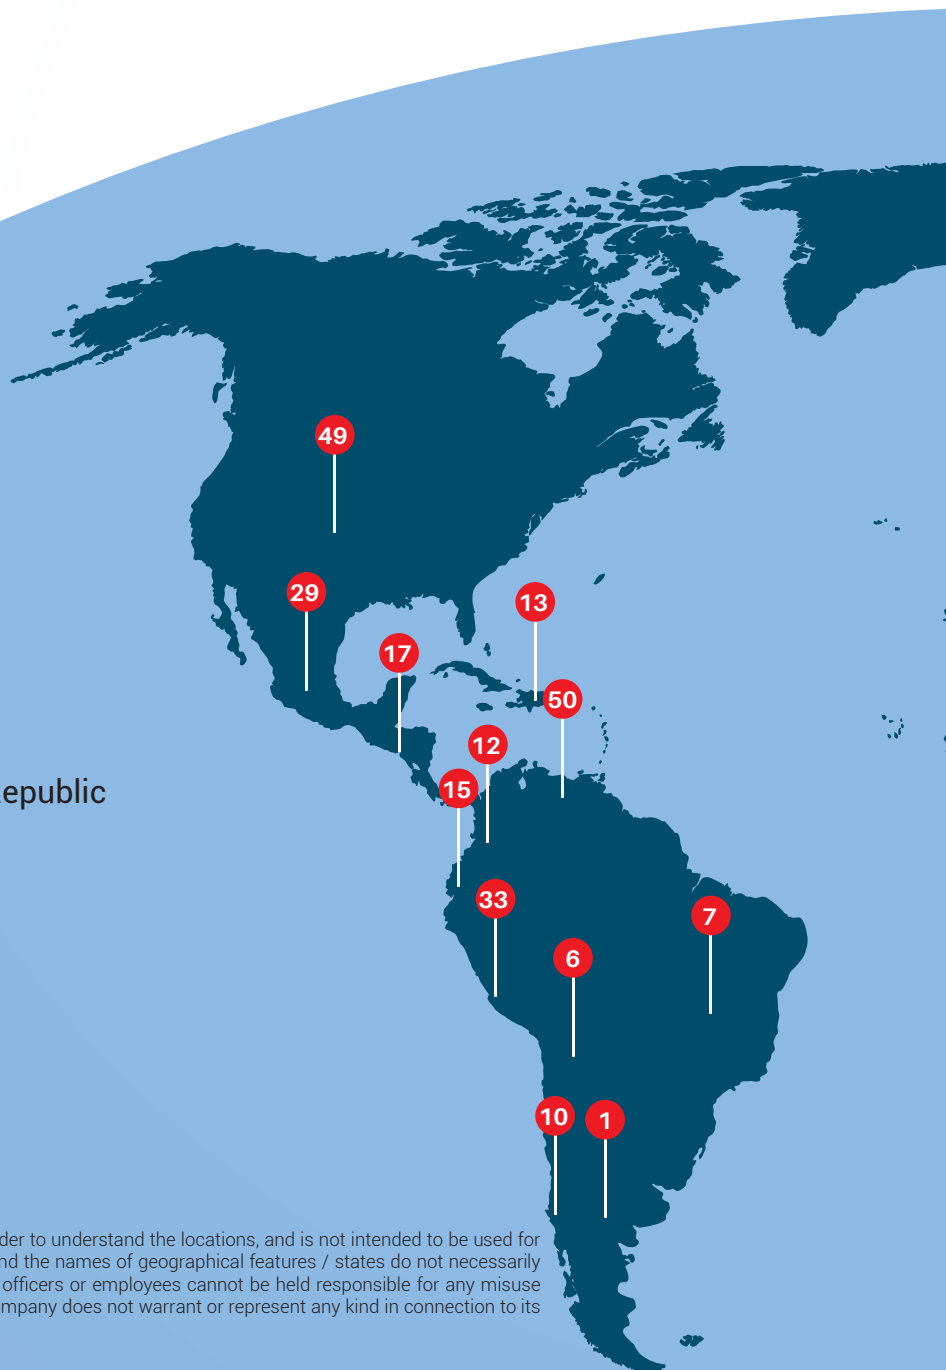 49
29
13
17
50
12
epublic
15
33
7
6
10
1
der to understand the locations, and is not intended to be used for
nd the names of geographical features / states do not necessarily
officers or employees cannot be held responsible for any misuse
ompany does not warrant or represent any kind in connection to its